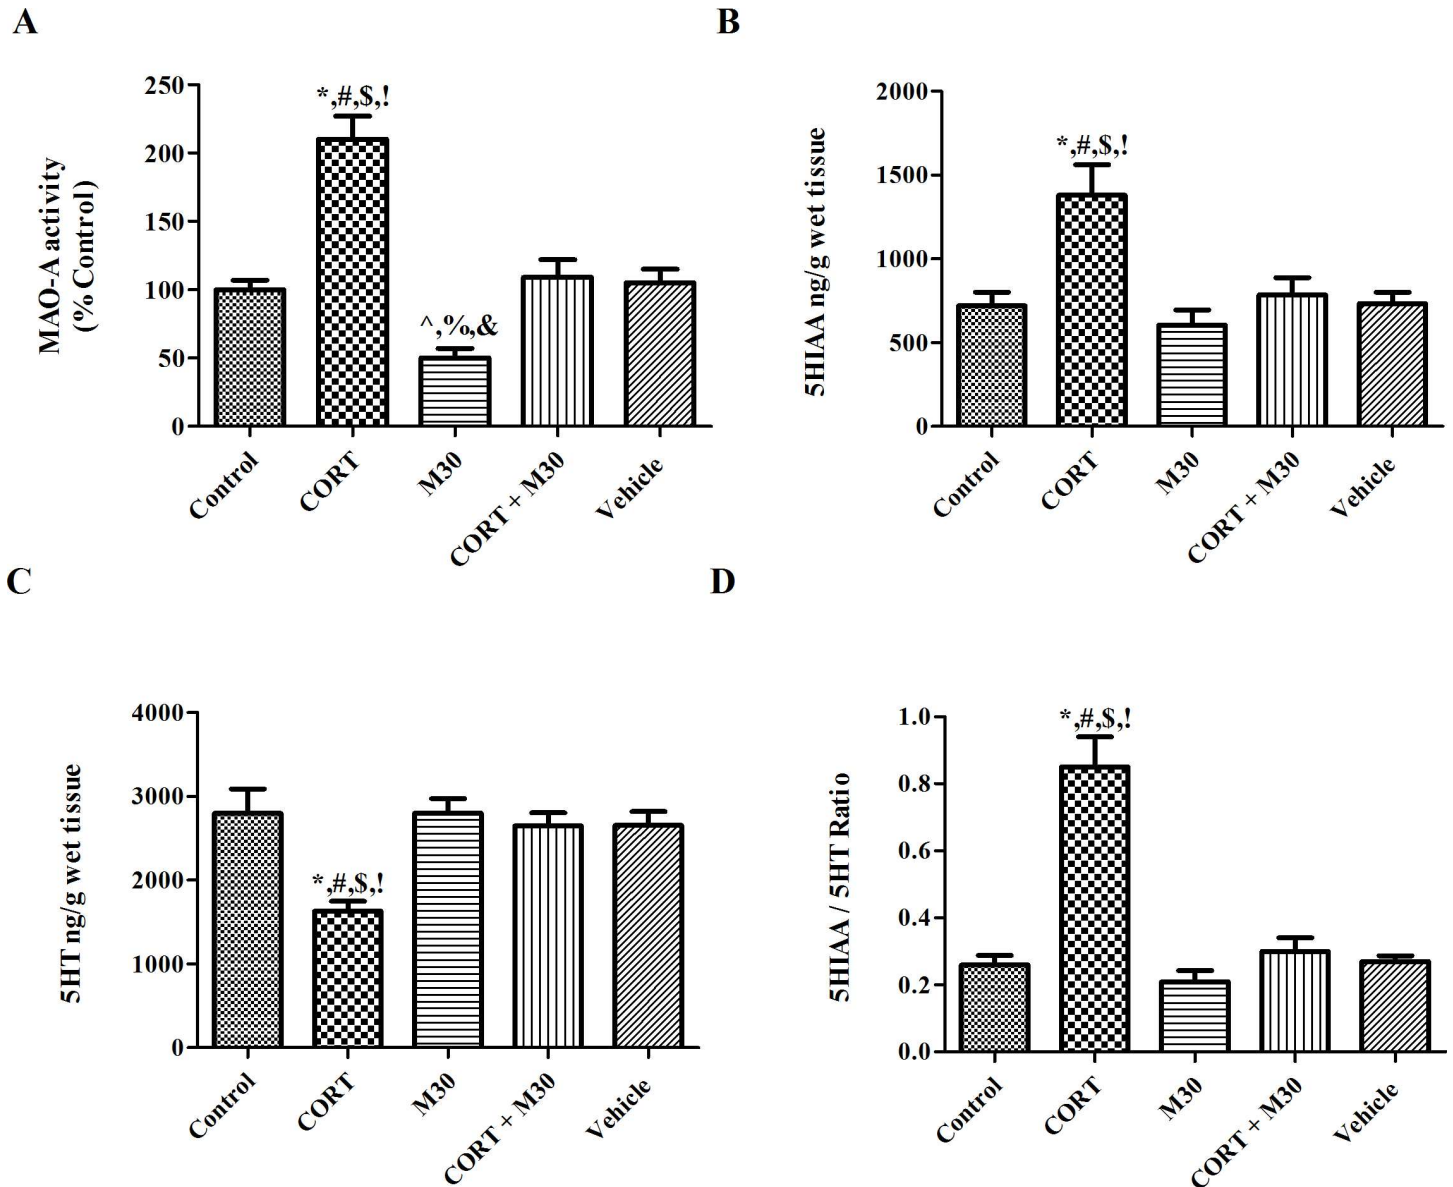 A
MAO-A activity
(% Control)
250
200
150
100
50
0
*,#,$,!
^,%,&
Control
CORT
M30
CORT + M30
Vehicle
B
5HIAA ng/g wet tissue
2000
1500
1000
500
0
*,#,$,!
Control
CORT
M30
CORT + M30
Vehicle
C
5HT ng/g wet tissue
4000
3000
2000
1000
0
*,#,$,!
Control
CORT
M30
CORT + M30
Vehicle
D
5HIAA / 5HT Ratio
1.0
0.8
0.6
0.4
0.2
0.0
*,#,$,!
Control
CORT
M30
CORT + M30
Vehicle